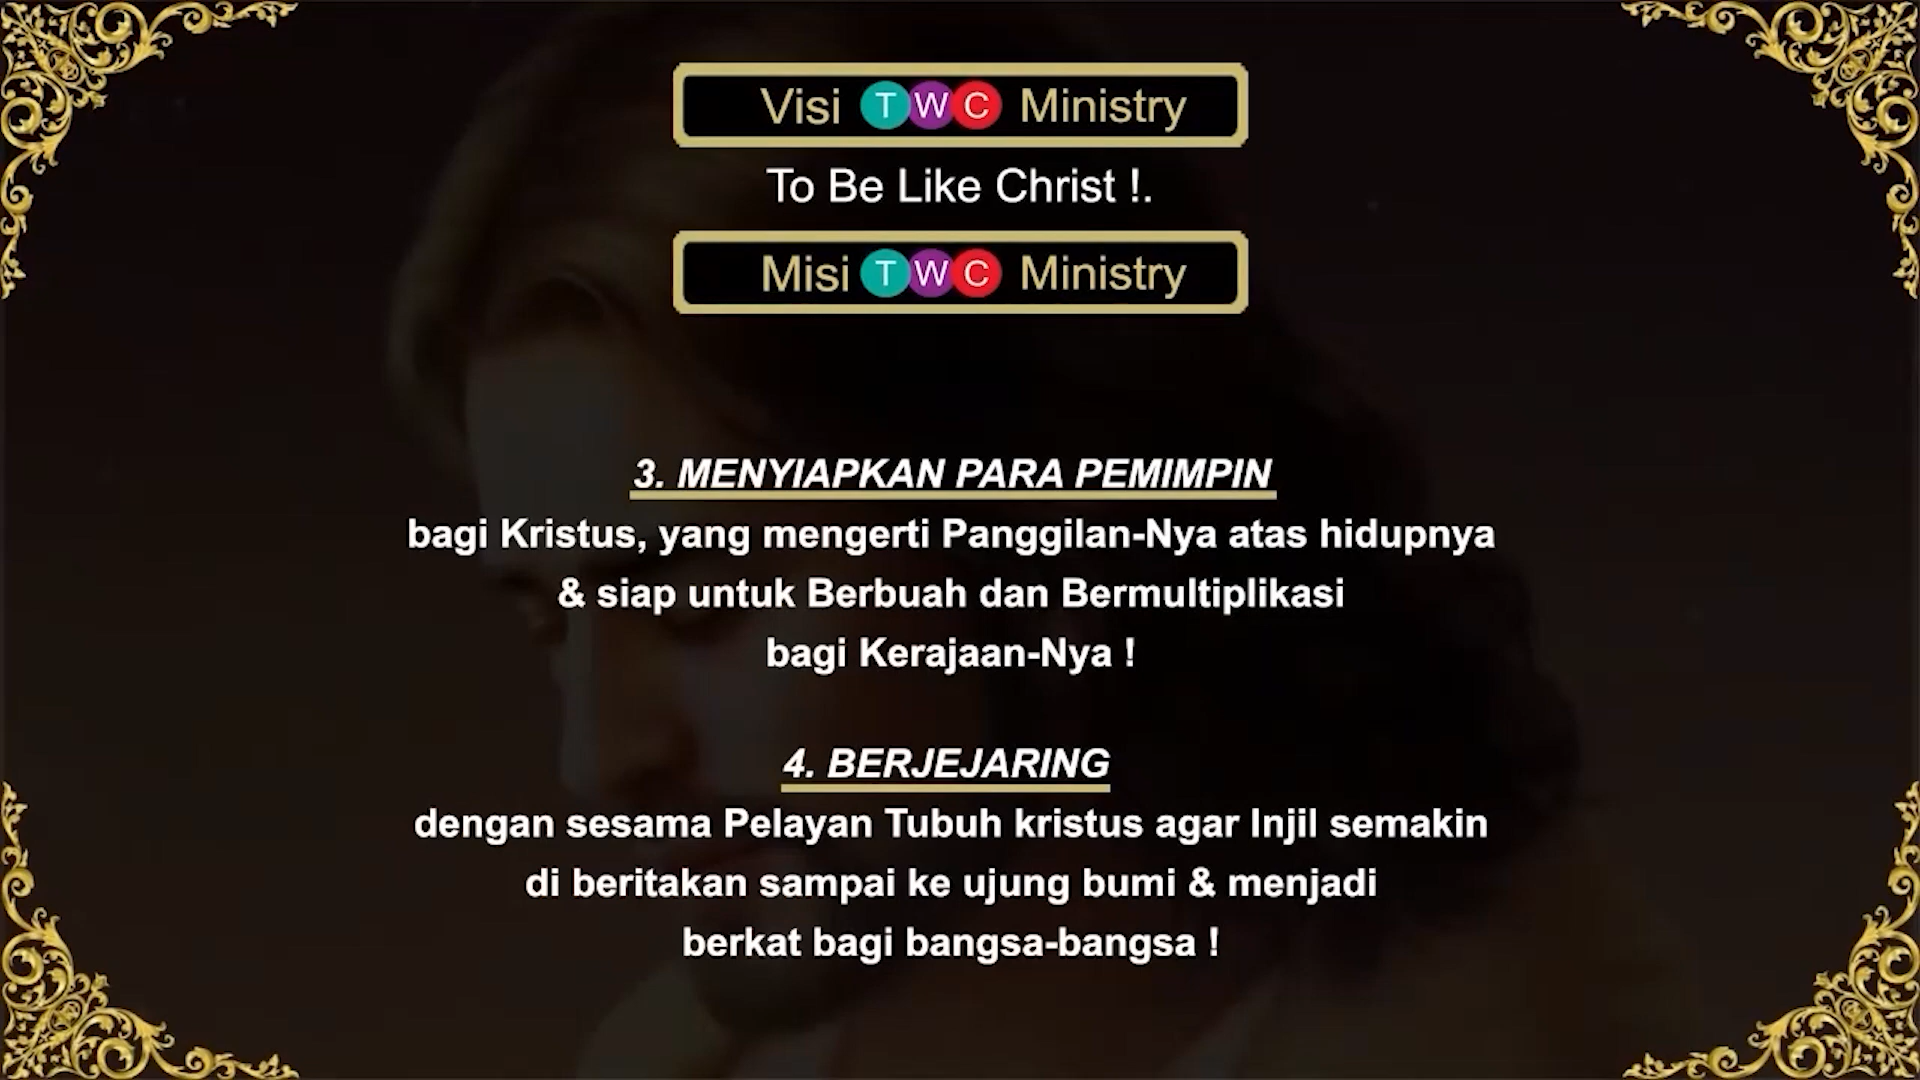 Visi TWC Ministry
To Be Like Christ !.
Misi TWC Ministry
3. MENYIAPKAN PARA PEMIMPIN
bagi Kristus, yang mengerti Panggilan-Nya atas hidupnya
& siap untuk Berbuah dan Bermultiplikasi
bagi Kerajaan-Nya !
4. BERJEJARING
dengan sesama Pelayan Tubuh kristus agar Injil semakin
di beritakan sampai ke ujung bumi & menjadi
berkat bagi bangsa-bangsa !